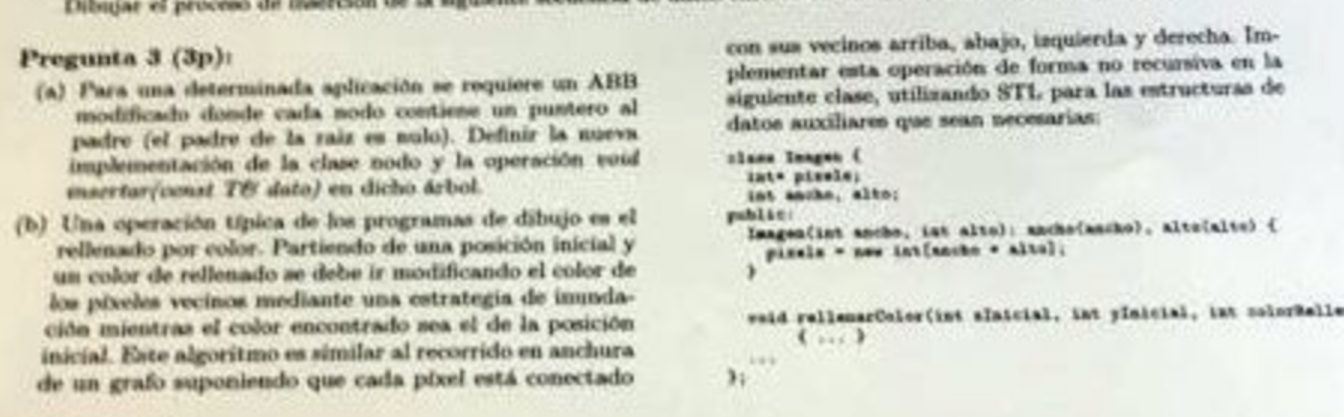 Dibujar el proceso de inserción de la siguiente secuencia de datos
Pregunta 3 (3p):
(a) Para una determinada aplicación se requiere un ABB
modificado donde cada nodo contiene un puntero al
padre (el padre de la raíz es nulo). Definir la nueva
implementación de la clase nodo y la operación void
insertar(const T& dato) en dicho árbol.
(b) Una operación típica de los programas de dibujo es el
rellenado por color. Partiendo de una posición inicial y
un color de rellenado se debe ir modificando el color de
los píxeles vecinos mediante una estrategia de inunda-
ción mientras el color encontrado sea el de la posición
inicial. Este algoritmo es similar al recorrido en anchura
de un grafo suponiendo que cada píxel está conectado
con sus vecinos arriba, abajo, izquierda y derecha. Im-
plementar esta operación de forma no recursiva en la
siguiente clase, utilizando STL para las estructuras de
datos auxiliares que sean necesarias:
class Imagen {
int* pixels;
int ancho, alto;
public:
Imagen(int ancho, int alto): ancho(ancho), alto(alto) {
pixels = new int[ancho * alto];
}
void rellenarColor(int xInicial, int yInicial, int colorRelle
{ ... }
...
};